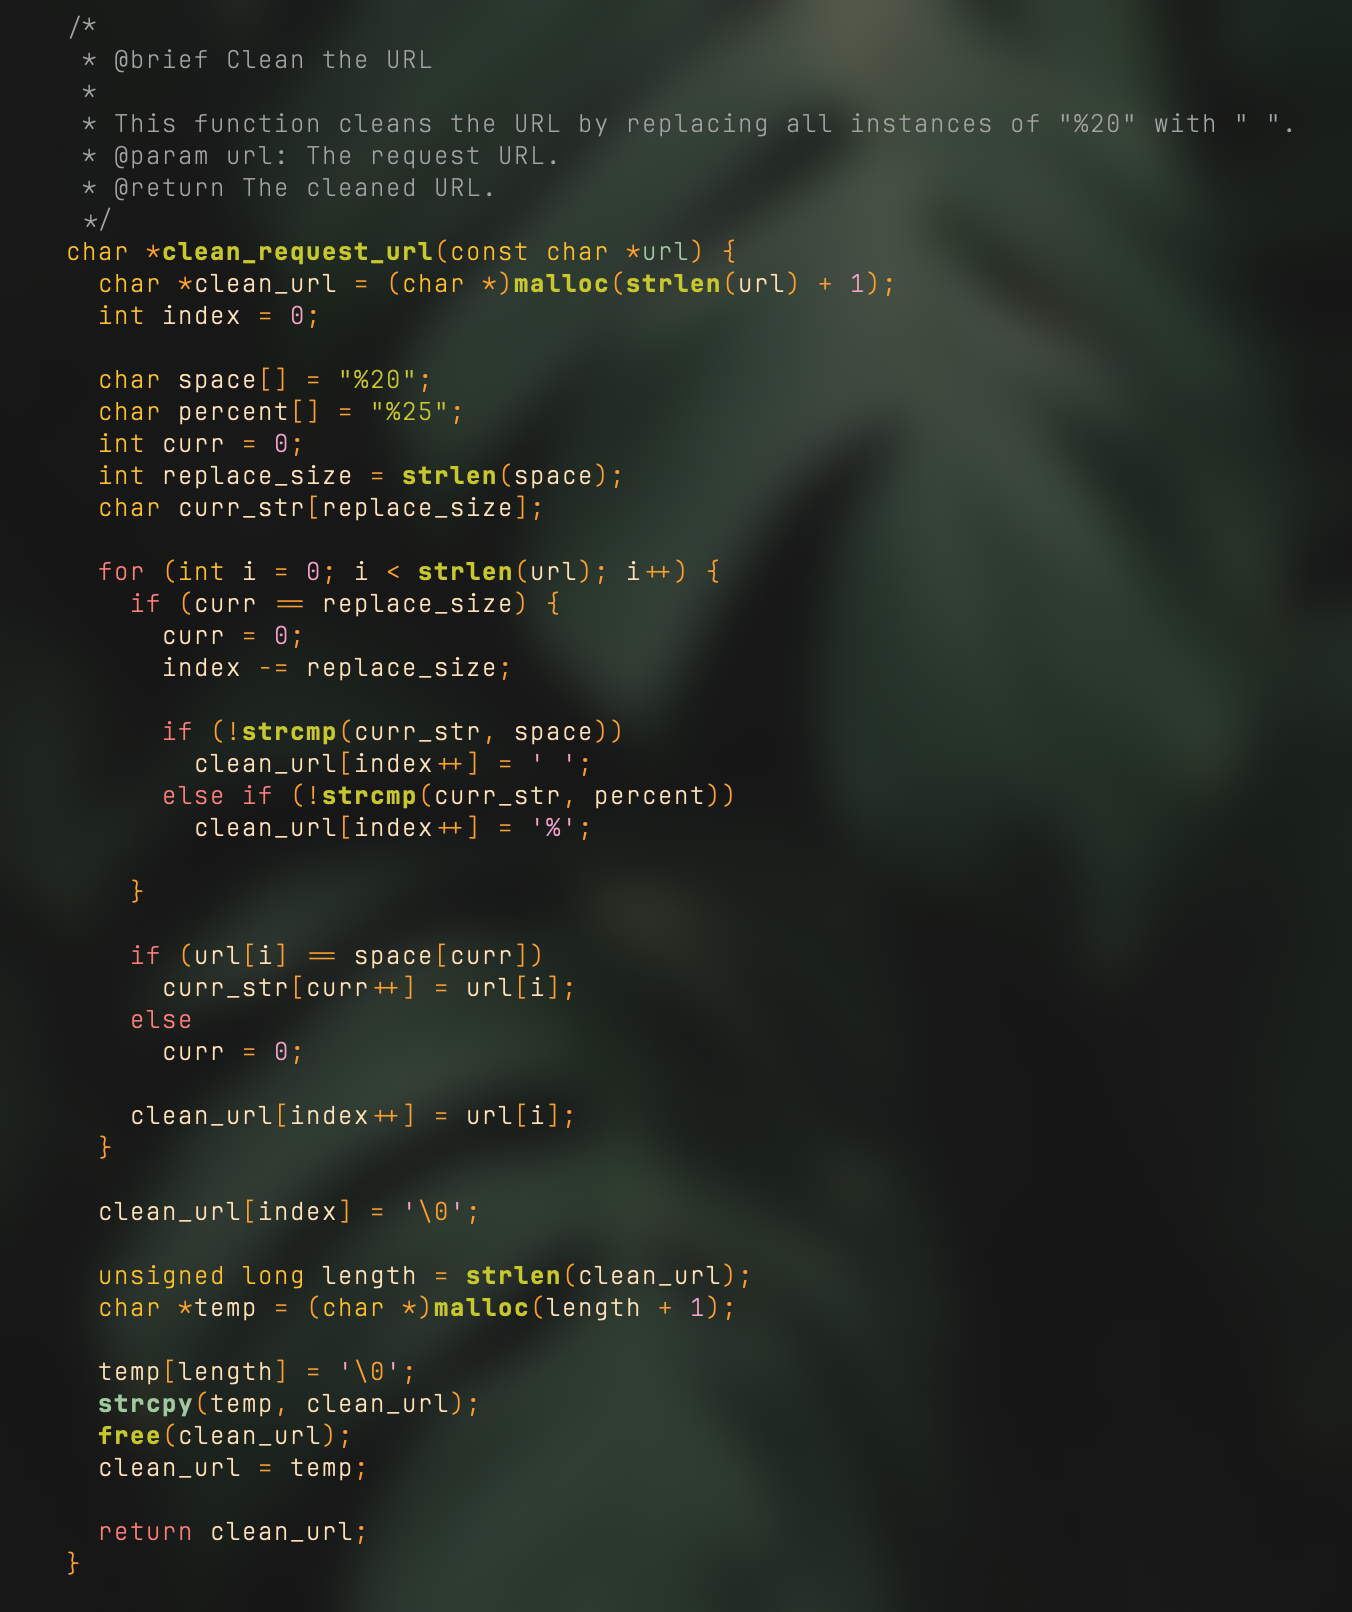 /*
 * @brief Clean the URL
 *
 * This function cleans the URL by replacing all instances of "%20" with " ".
 * @param url: The request URL.
 * @return The cleaned URL.
 */
char *clean_request_url(const char *url) {
  char *clean_url = (char *)malloc(strlen(url) + 1);
  int index = 0;

  char space[] = "%20";
  char percent[] = "%25";
  int curr = 0;
  int replace_size = strlen(space);
  char curr_str[replace_size];

  for (int i = 0; i < strlen(url); i++) {
    if (curr == replace_size) {
      curr = 0;
      index -= replace_size;

      if (!strcmp(curr_str, space))
        clean_url[index++] = ' ';
      else if (!strcmp(curr_str, percent))
        clean_url[index++] = '%';

    }

    if (url[i] == space[curr])
      curr_str[curr++] = url[i];
    else
      curr = 0;

    clean_url[index++] = url[i];
  }

  clean_url[index] = '\0';

  unsigned long length = strlen(clean_url);
  char *temp = (char *)malloc(length + 1);

  temp[length] = '\0';
  strcpy(temp, clean_url);
  free(clean_url);
  clean_url = temp;

  return clean_url;
}